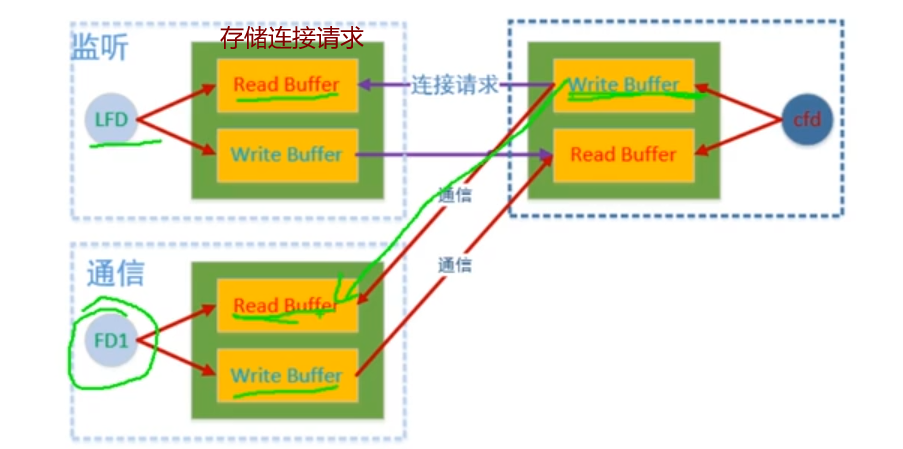 监听
存储连接请求
LFD
Read Buffer
Write Buffer
连接请求
Write Buffer
Read Buffer
cfd
通信
通信
通信
FD1
Read Buffer
Write Buffer